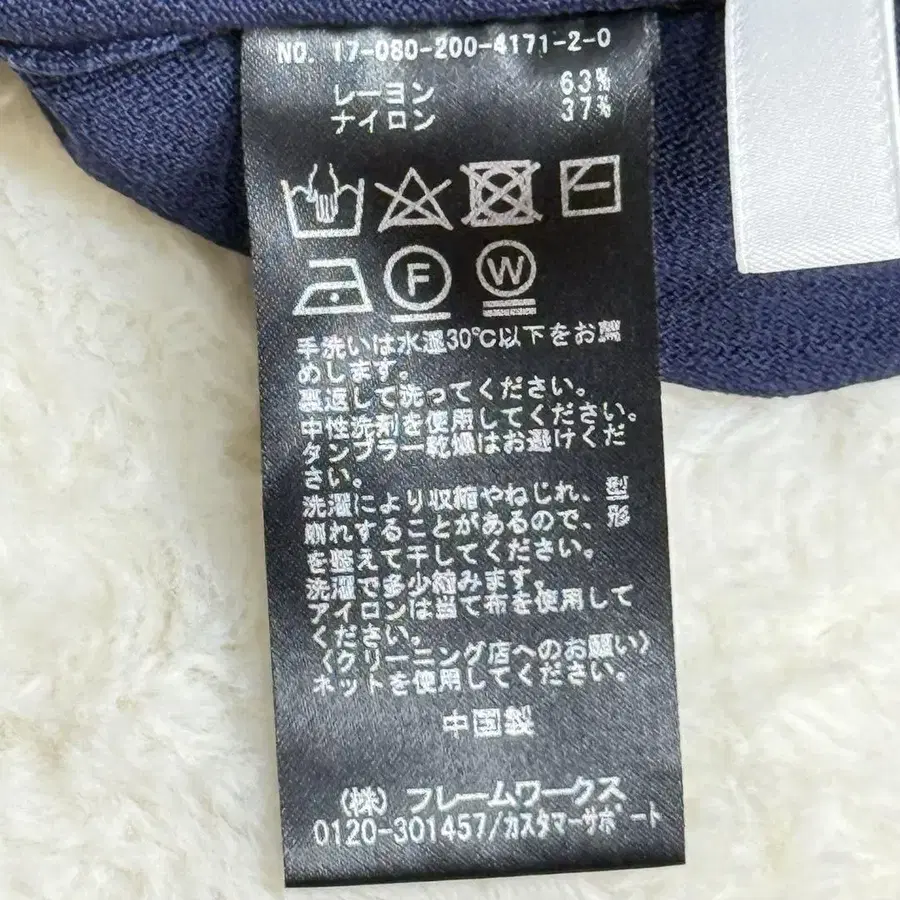 NO. 17-080-200-4171-2-0
レーヨン 63%
ナイロン 37%
F W
手洗いは水温30℃以下をお薦
めします。
裏返して洗ってください。
中性洗剤を使用してください。
タンブラー乾燥はお避けくだ
さい。
洗濯により収縮やねじれ、型
崩れすることがあるので、形
を整えて干してください。
洗濯で多少縮みます。
アイロンは当て布を使用して
ください。
〈クリーニング店へのお願い〉
ネットを使用してください。
中国製
(株) フレームワークス
0120-301457/カスタマーサポート